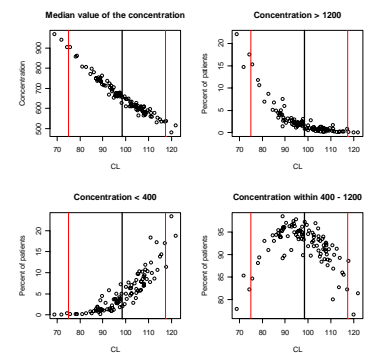 Median value of the concentration
Concentration
500 600 700 800 900
70 80 90 100 110 120
CL
Concentration > 1200
Percent of patients
0 5 10 15 20
70 80 90 100 110 120
CL
Concentration < 400
Percent of patients
0 5 10 15 20
70 80 90 100 110 120
CL
Concentration within 400 - 1200
Percent of patients
80 85 90 95
70 80 90 100 110 120
CL